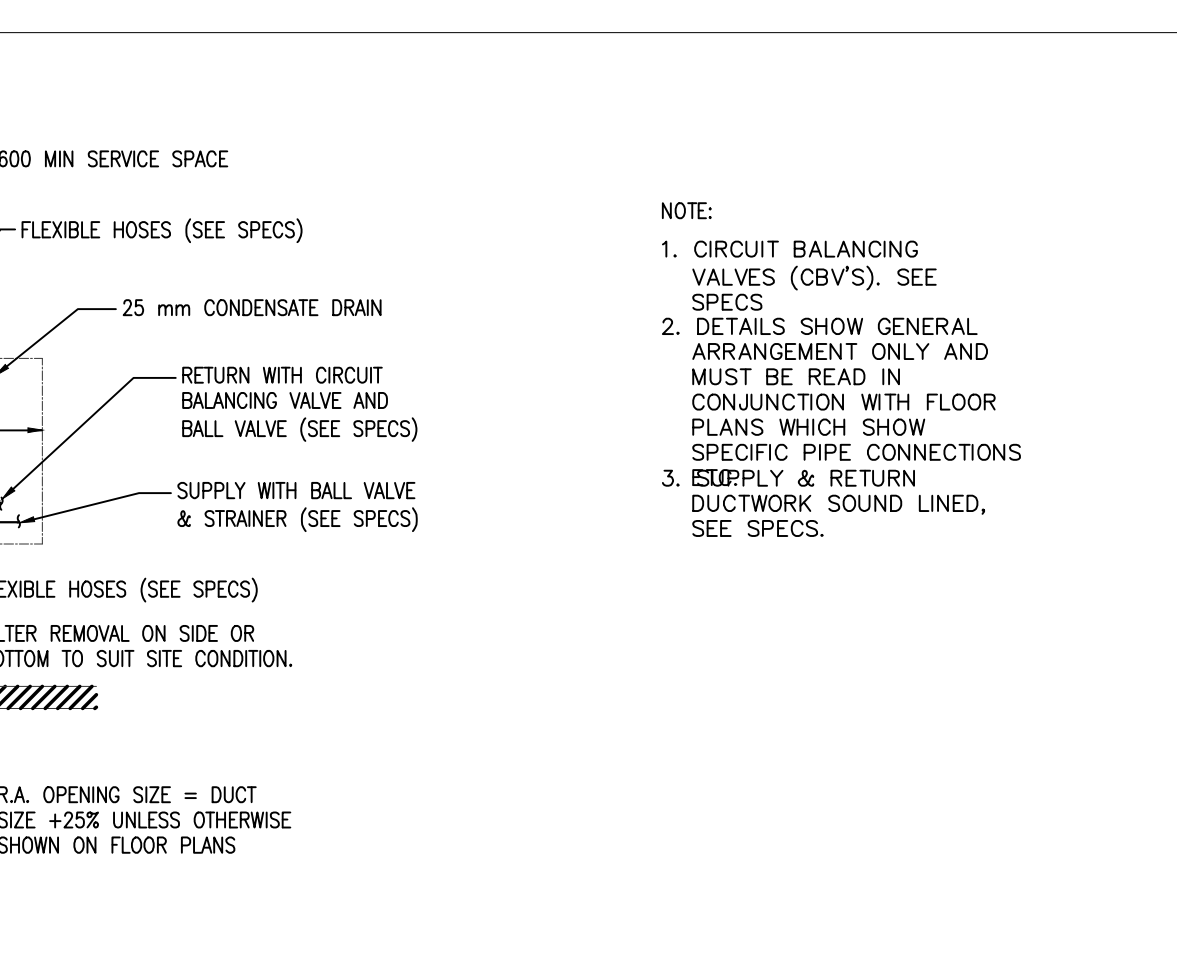 600 MIN SERVICE SPACE
FLEXIBLE HOSES (SEE SPECS)
25 mm CONDENSATE DRAIN
RETURN WITH CIRCUIT
BALANCING VALVE AND
BALL VALVE (SEE SPECS)
SUPPLY WITH BALL VALVE
& STRAINER (SEE SPECS)
EXIBLE HOSES (SEE SPECS)
LTER REMOVAL ON SIDE OR
OTTOM TO SUIT SITE CONDITION.
R.A. OPENING SIZE = DUCT
SIZE +25% UNLESS OTHERWISE
SHOWN ON FLOOR PLANS
NOTE:
1. CIRCUIT BALANCING
VALVES (CBV'S). SEE
SPECS
2. DETAILS SHOW GENERAL
ARRANGEMENT ONLY AND
MUST BE READ IN
CONJUNCTION WITH FLOOR
PLANS WHICH SHOW
SPECIFIC PIPE CONNECTIONS
ETC.
3. SUPPLY & RETURN
DUCTWORK SOUND LINED,
SEE SPECS.